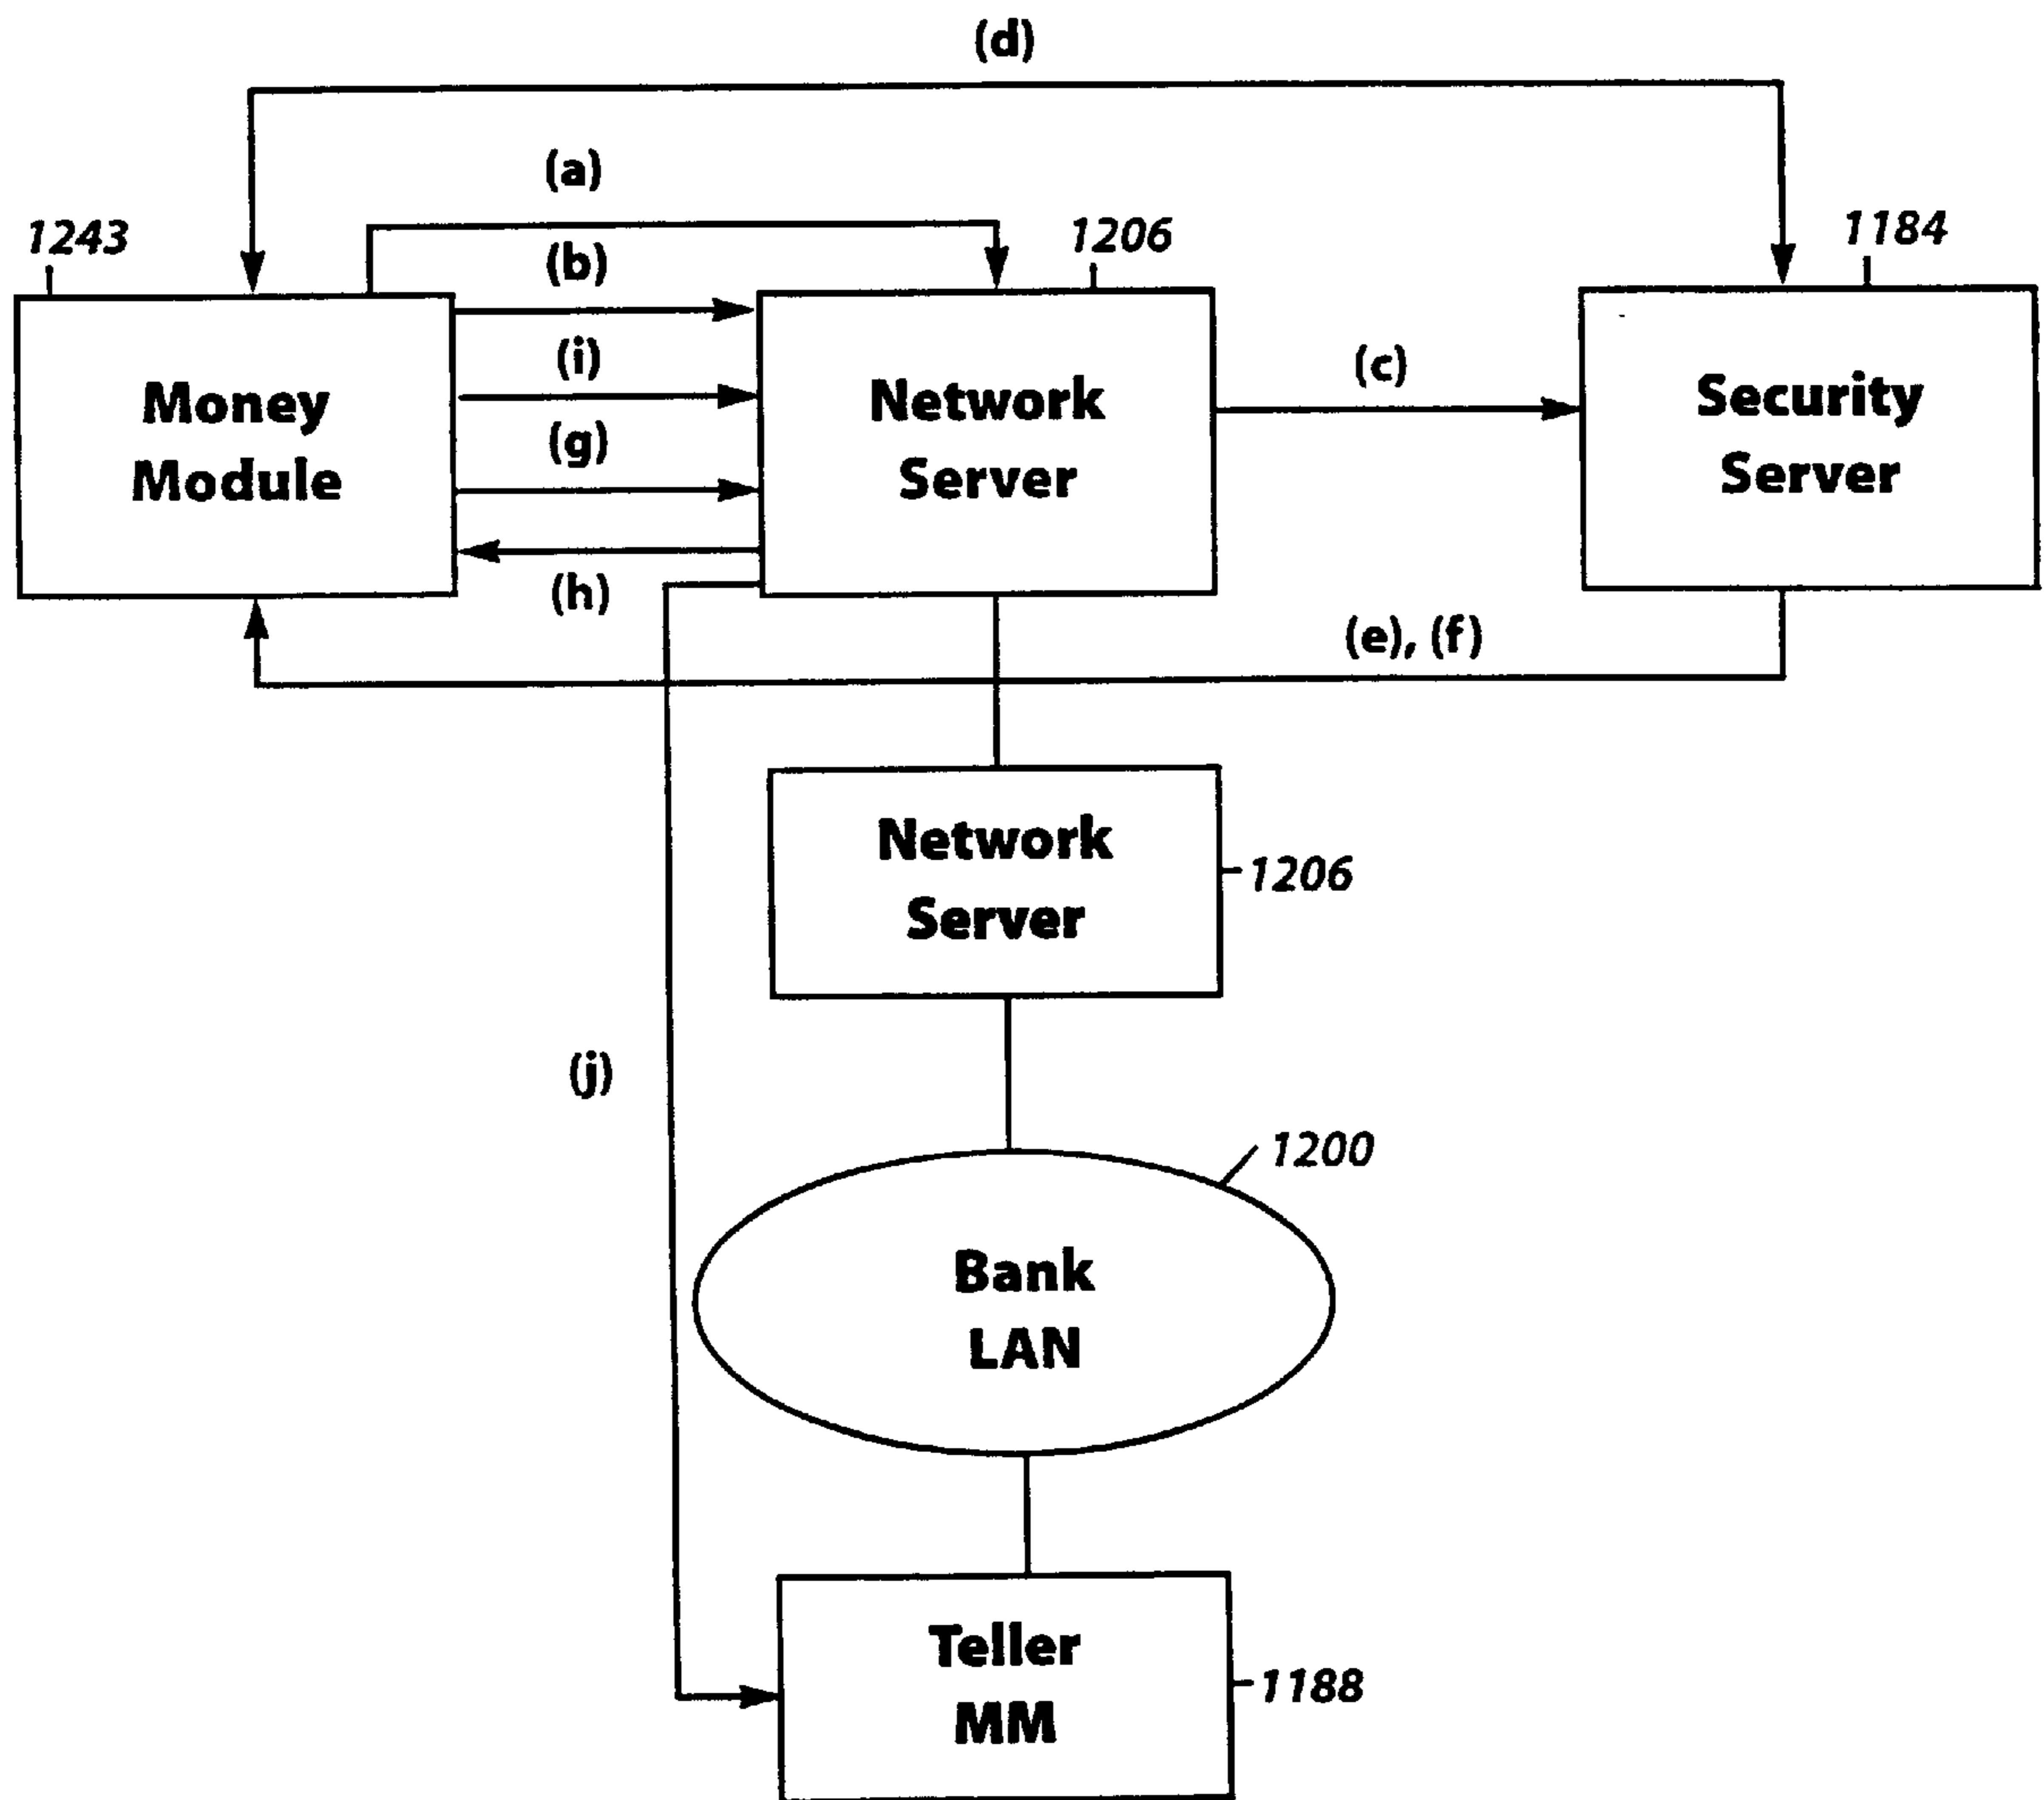 (d)
(a)
1243
1206
1184
(b)
(i)
(c)
Money
Module
Network
Server
Security
Server
(g)
(h)
(e), (f)
Network
Server
1206
(j)
1200
Bank
LAN
Teller
MM
1188